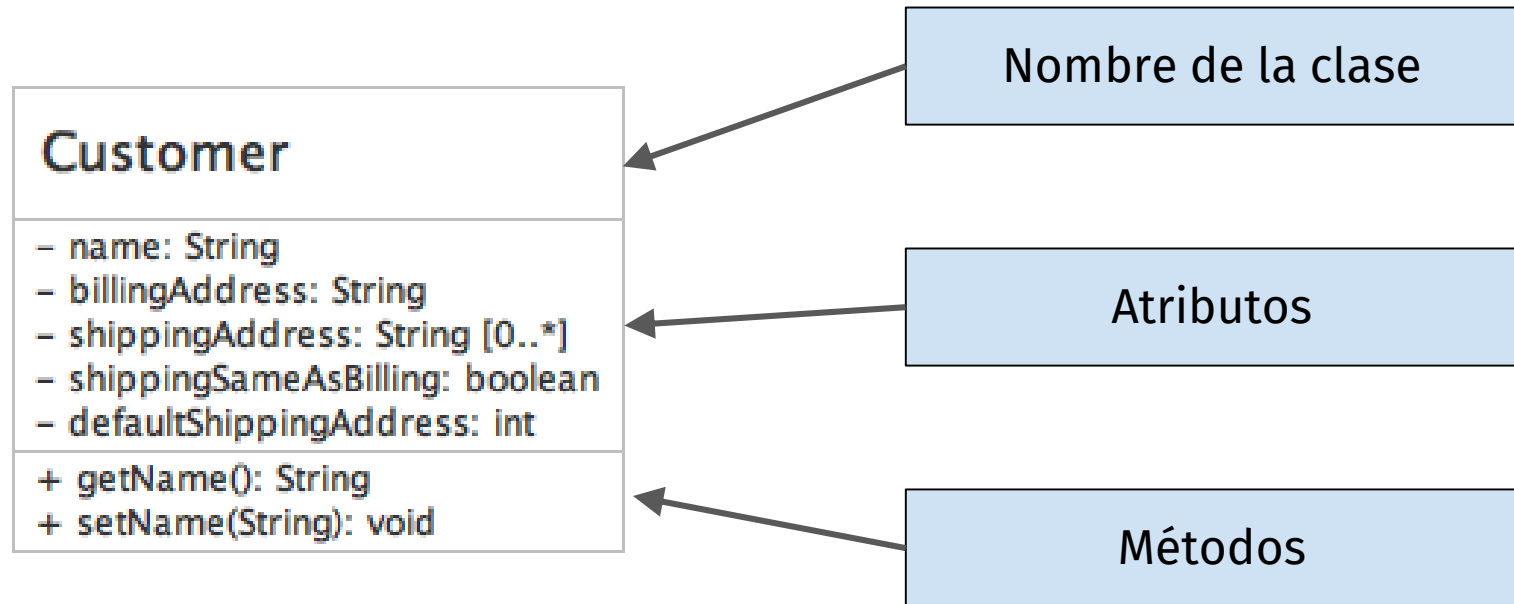 Nombre de la clase
Customer
– name: String
– billingAddress: String
– shippingAddress: String [0..*]
– shippingSameAsBilling: boolean
– defaultShippingAddress: int
Atributos
+ getName(): String
+ setName(String): void
Métodos